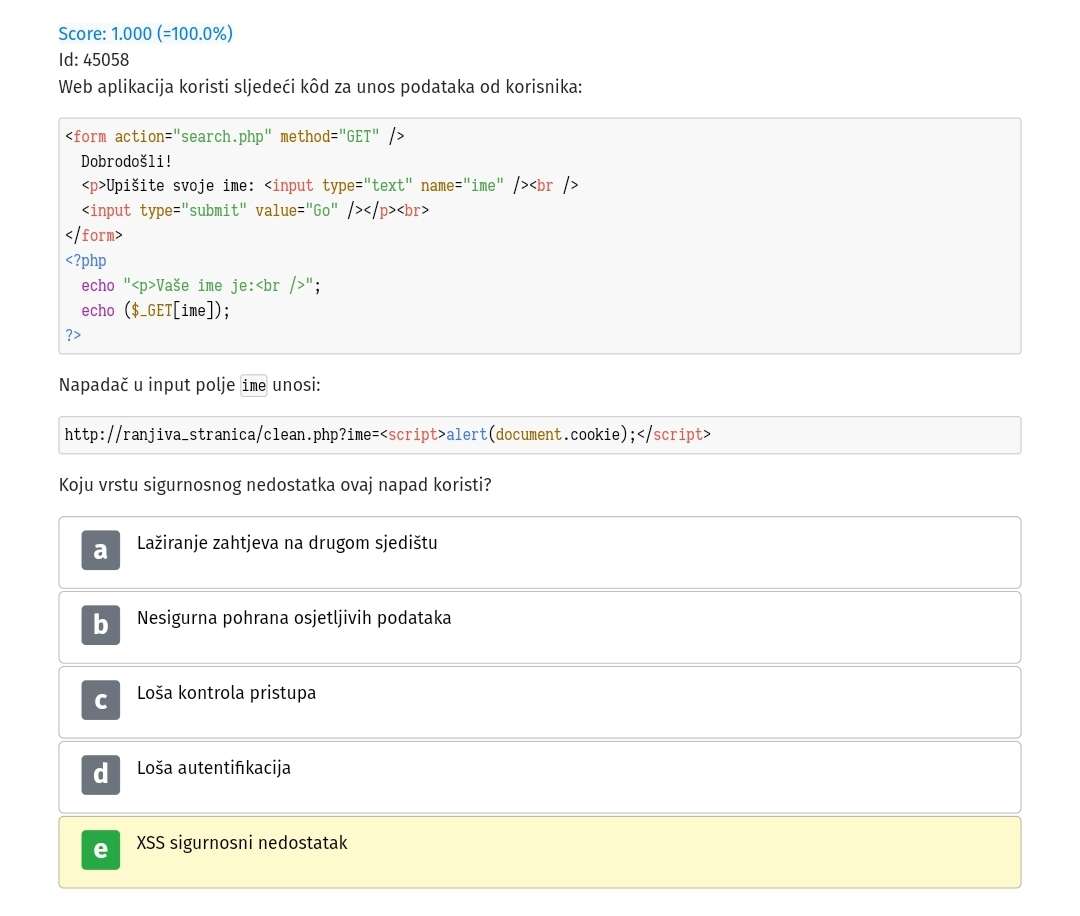 Score: 1.000 (=100.0%)
Id: 45058
Web aplikacija koristi sljedeći kôd za unos podataka od korisnika:
<form action="search.php" method="GET" />
  Dobrodošli!
  <p>Upišite svoje ime: <input type="text" name="ime" /><br />
  <input type="submit" value="Go" /></p><br>
</form>
<?php
  echo "<p>Vaše ime je:<br />";
  echo ($_GET[ime]);
?>
Napadač u input polje ime unosi:
http://ranjiva_stranica/clean.php?ime=<script>alert(document.cookie);</script>
Koju vrstu sigurnosnog nedostatka ovaj napad koristi?
a Lažiranje zahtjeva na drugom sjedištu
b Nesigurna pohrana osjetljivih podataka
c Loša kontrola pristupa
d Loša autentifikacija
e XSS sigurnosni nedostatak